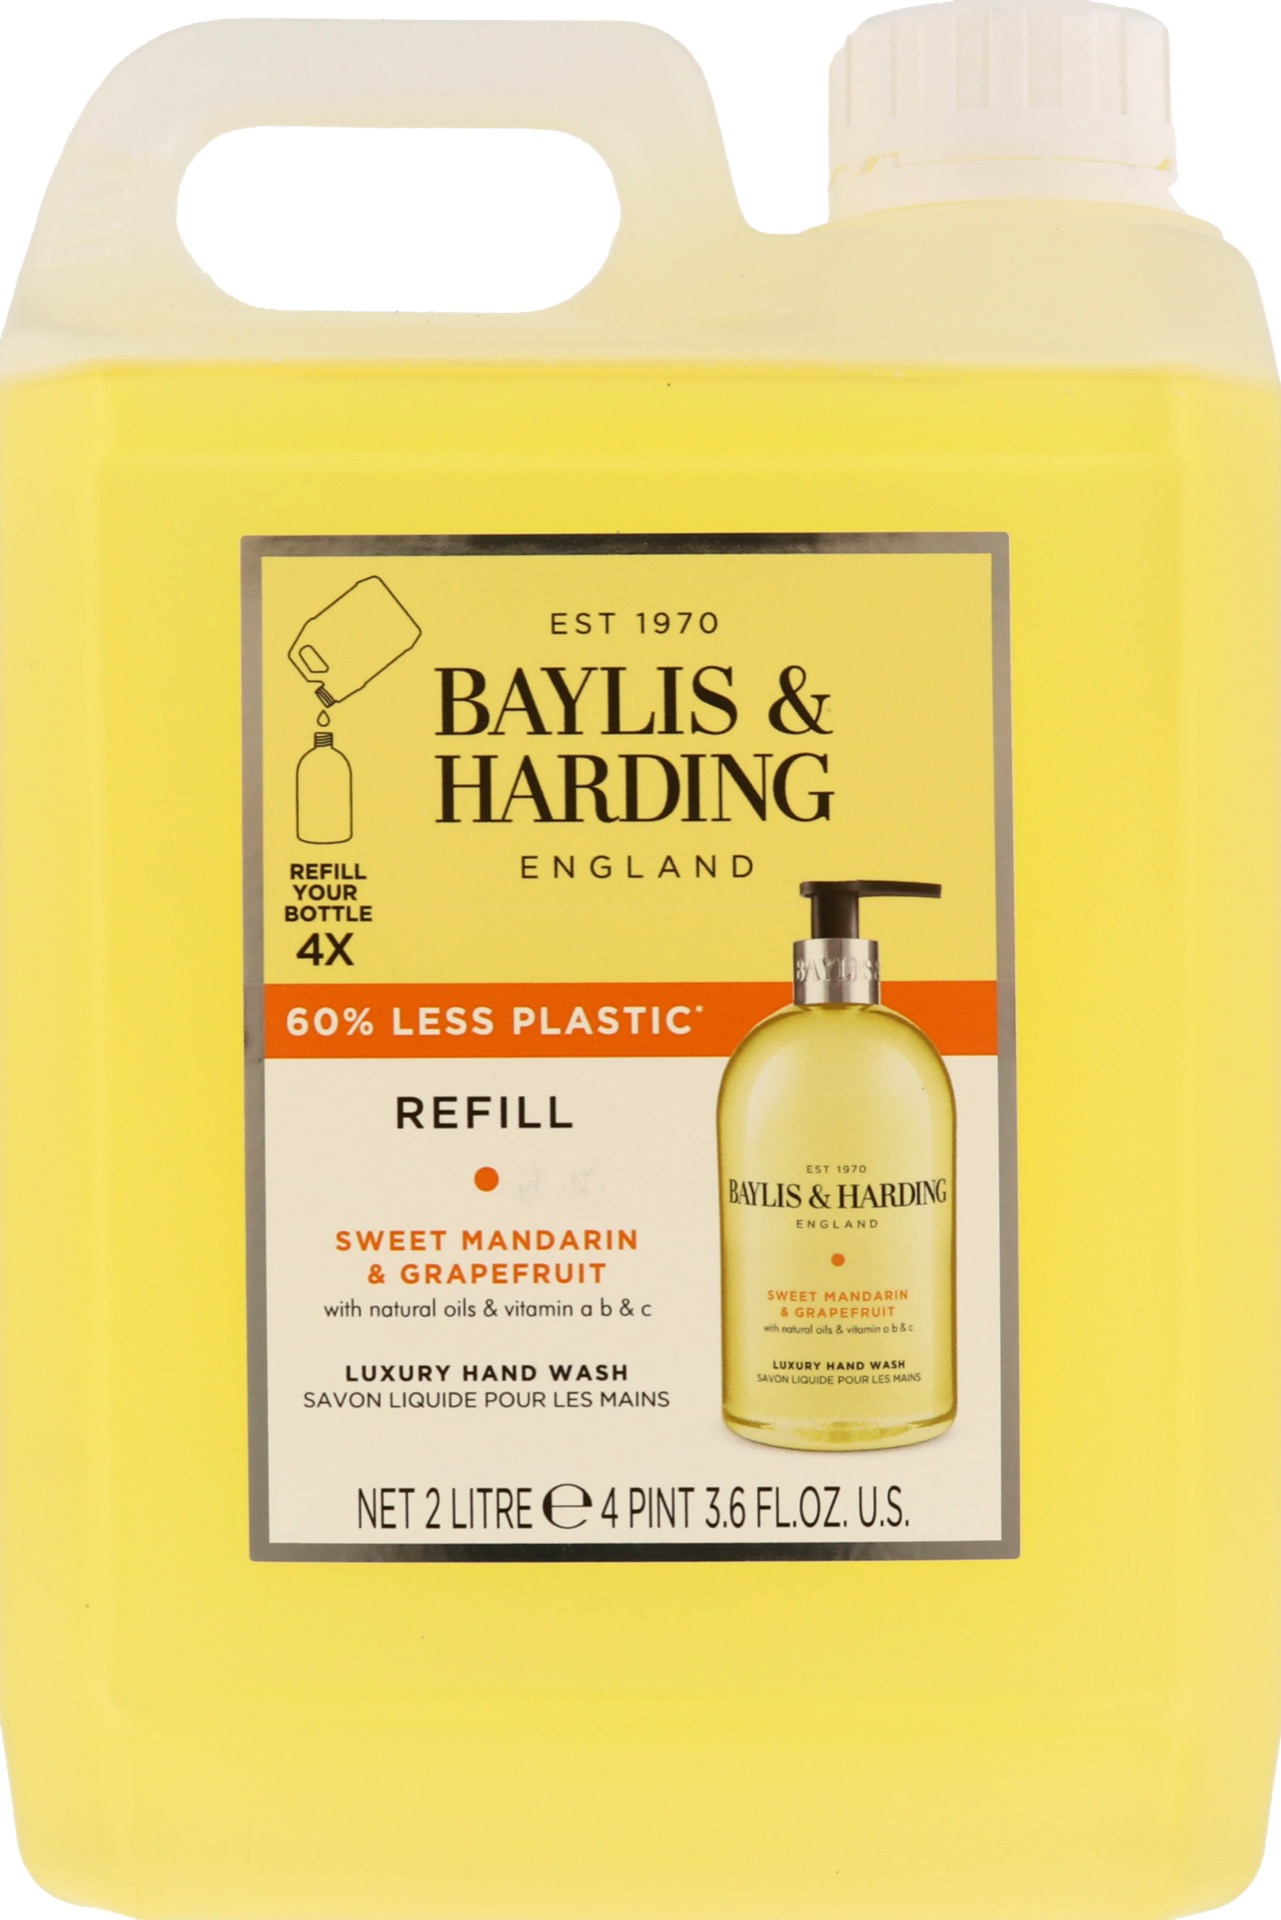 EST 1970
BAYLIS &
HARDING
ENGLAND
REFILL
YOUR
BOTTLE
4X
60% LESS PLASTIC*
REFILL
SWEET MANDARIN
& GRAPEFRUIT
with natural oils & vitamin a b & c
LUXURY HAND WASH
SAVON LIQUIDE POUR LES MAINS
NET 2 LITRE ℮ 4 PINT 3.6 FL.OZ. U.S.
BAYLIS &
EST 1970
BAYLIS & HARDING
ENGLAND
SWEET MANDARIN
& GRAPEFRUIT
with natural oils & vitamin a b & c
LUXURY HAND WASH
SAVON LIQUIDE POUR LES MAINS